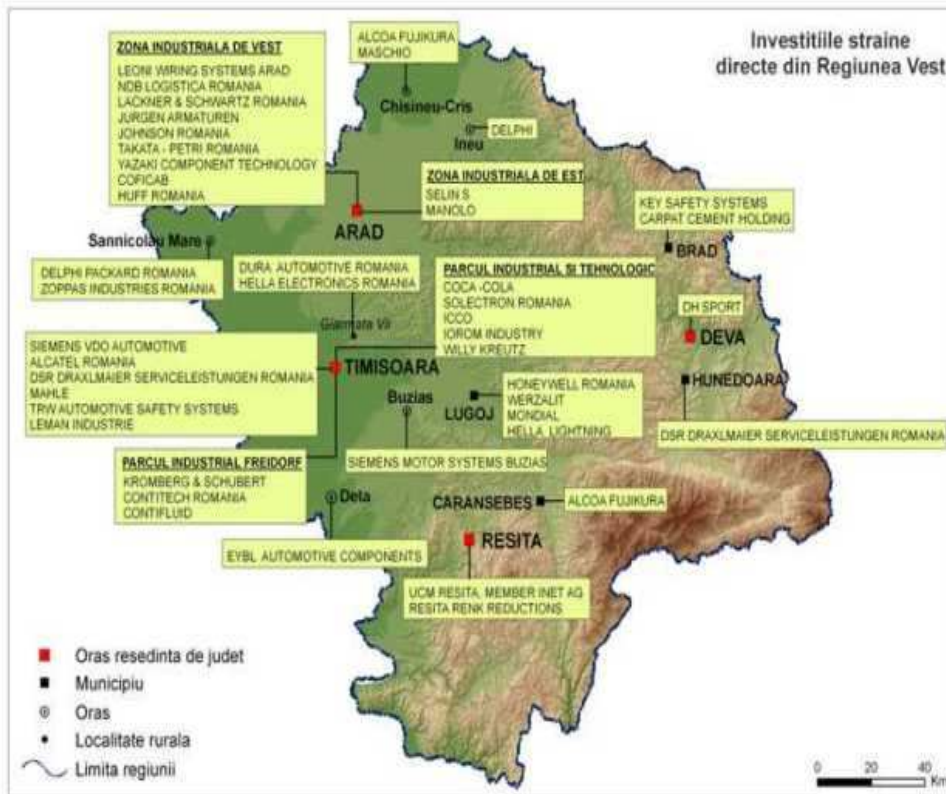 Investitiile straine
directe din Regiunea Vest
ZONA INDUSTRIALA DE VEST
LEONI WIRING SYSTEMS ARAD
NDB LOGISTICA ROMANIA
LACKNER & SCHWARTZ ROMANIA
JURGEN ARMATUREN
JOHNSON ROMANIA
TAKATA - PETRI ROMANIA
YAZAKI COMPONENT TECHNOLOGY
COFICAB
HUFF ROMANIA
ALCOA FUJIKURA
MASCHIO
Chisineu-Cris
DELPHI
Ineu
ZONA INDUSTRIALA DE EST
SELIN S
MANOLO
ARAD
KEY SAFETY SYSTEMS
CARPAT CEMENT HOLDING
BRAD
Sannicolau Mare
DELPHI PACKARD ROMANIA
ZOPPAS INDUSTRIES ROMANIA
DURA AUTOMOTIVE ROMANIA
HELLA ELECTRONICS ROMANIA
Giarmata Vii
PARCUL INDUSTRIAL SI TEHNOLOGIC
COCA -COLA
SOLECTRON ROMANIA
ICCO
IOROM INDUSTRY
WILLY KREUTZ
DH SPORT
DEVA
SIEMENS VDO AUTOMOTIVE
ALCATEL ROMANIA
DSR DRAXLMAIER SERVICELEISTUNGEN ROMANIA
MAHLE
TRW AUTOMOTIVE SAFETY SYSTEMS
LEMAN INDUSTRIE
TIMISOARA
Buzias
LUGOJ
HONEYWELL ROMANIA
WERZALIT
MONDIAL
HELLA LIGHTNING
HUNEDOARA
DSR DRAXLMAIER SERVICELEISTUNGEN ROMANIA
SIEMENS MOTOR SYSTEMS BUZIAS
PARCUL INDUSTRIAL FREIDORF
KROMBERG & SCHUBERT
CONTITECH ROMANIA
CONTIFLUID
Deta
CARANSEBES
ALCOA FUJIKURA
RESITA
EYBL AUTOMOTIVE COMPONENTS
UCM RESITA, MEMBER INET AG
RESITA RENK REDUCTIONS
Oras resedinta de judet
Municipiu
Oras
Localitate rurala
Limita regiunii
0 20 40
Km